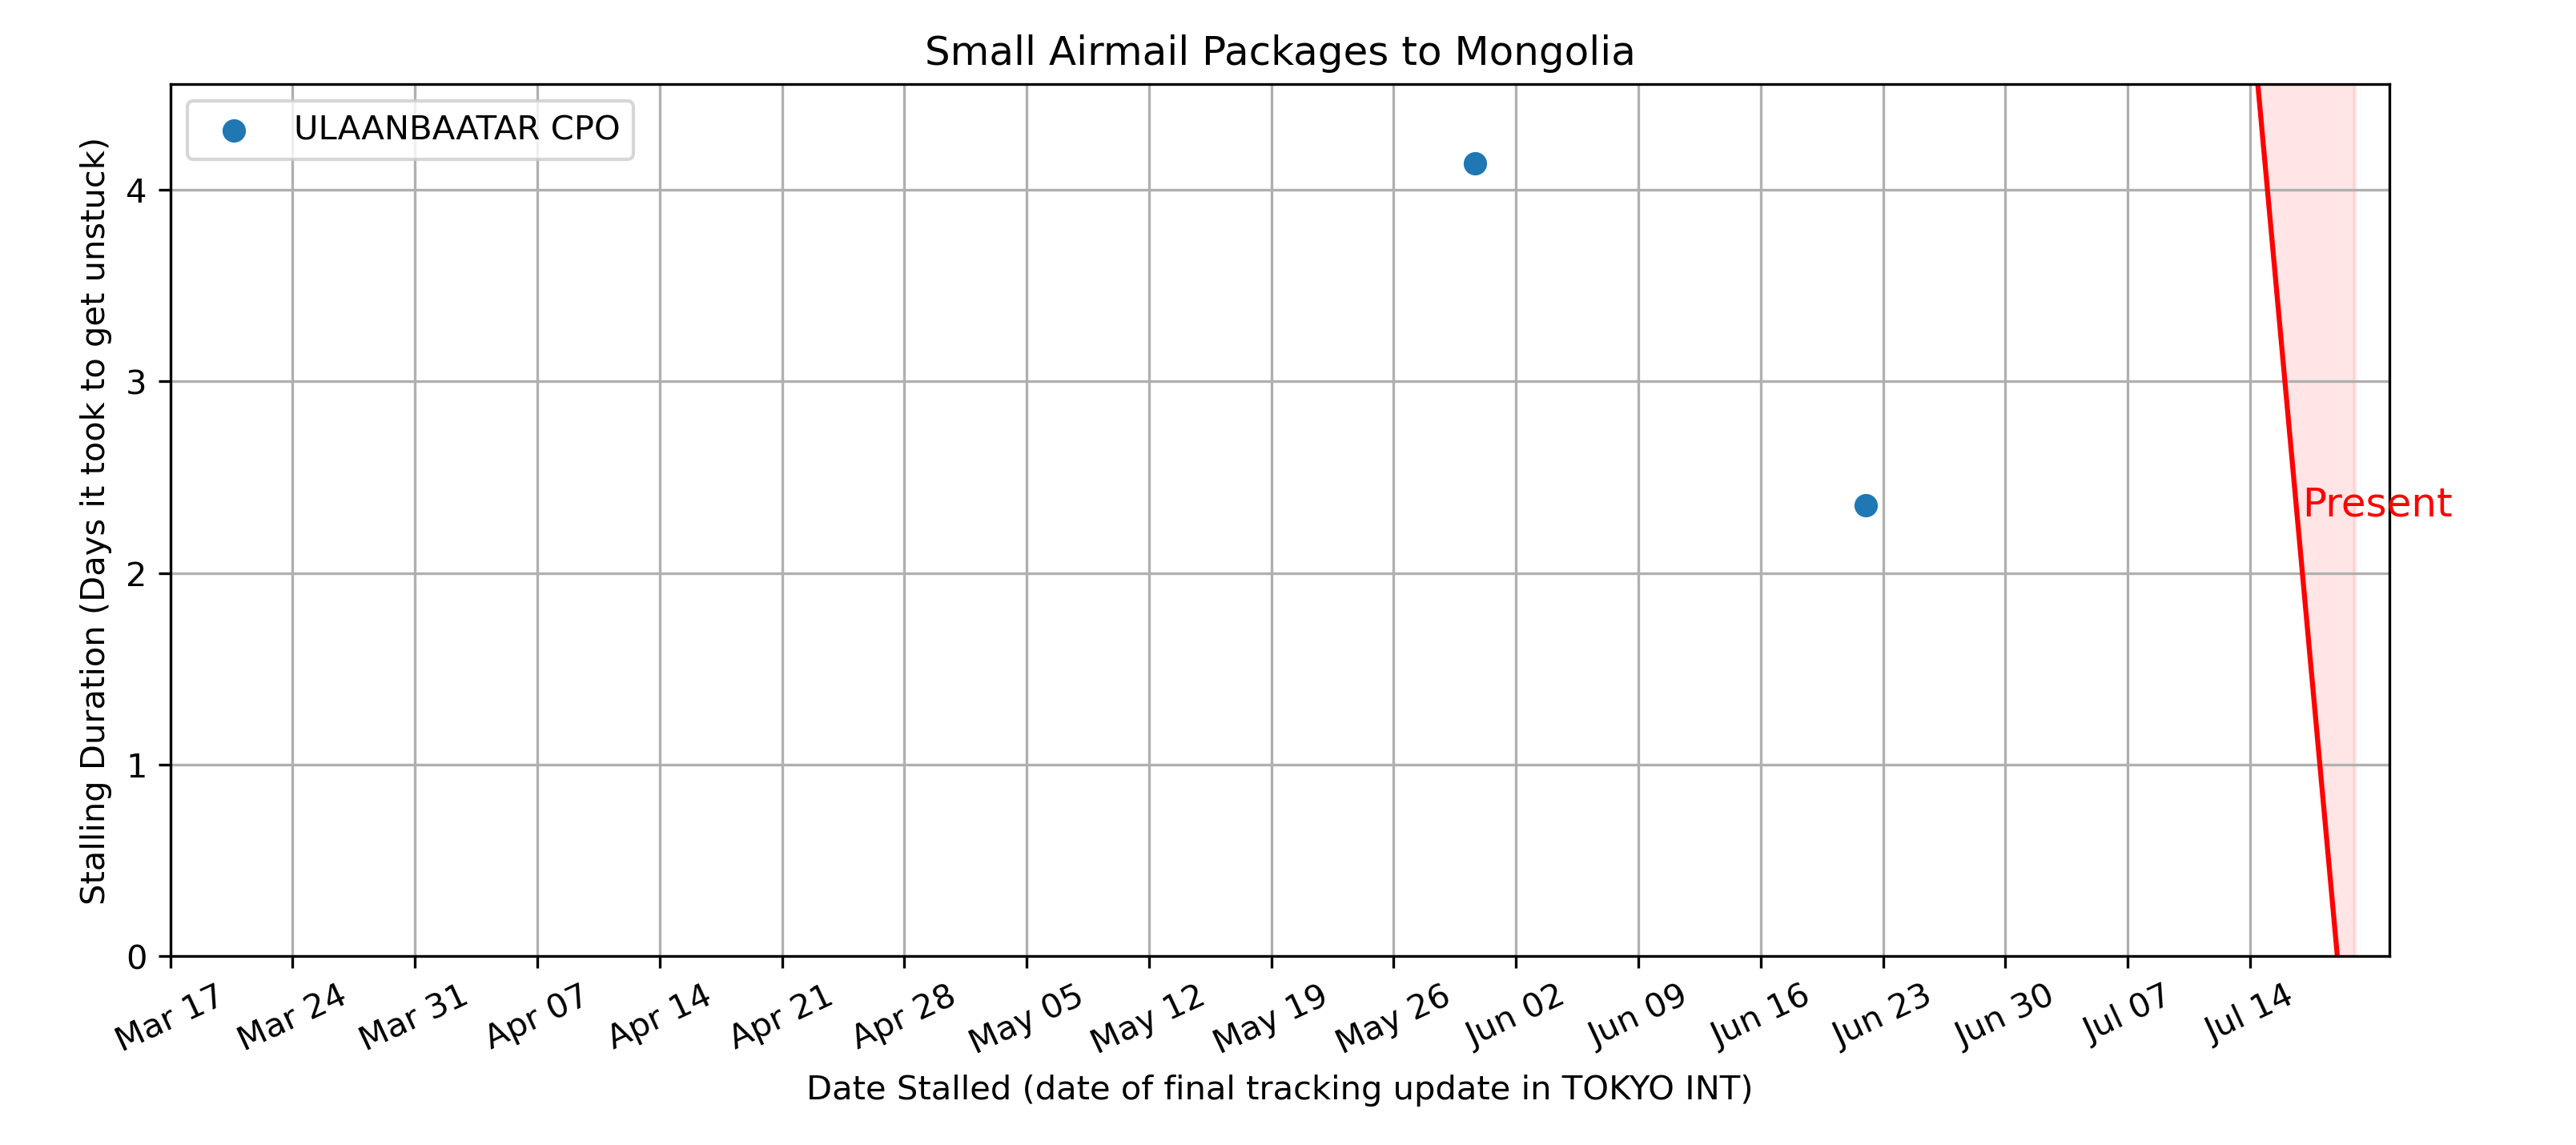 Small Airmail Packages to Mongolia
ULAANBAATAR CPO
Stalling Duration (Days it took to get unstuck)
4
3
2
1
0
Present
Mar 17
Mar 24
Mar 31
Apr 07
Apr 14
Apr 21
Apr 28
May 05
May 12
May 19
May 26
Jun 02
Jun 09
Jun 16
Jun 23
Jun 30
Jul 07
Jul 14
Date Stalled (date of final tracking update in TOKYO INT)